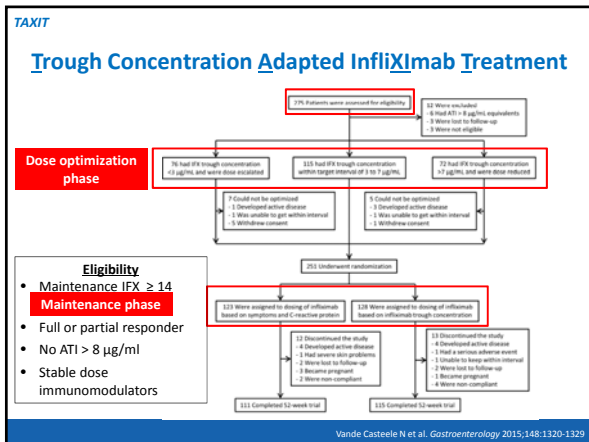 TAXIT
Trough Concentration Adapted InfliXImab Treatment
275 Patients were assessed for eligibility
12 Were excluded
- 6 Had ATI > 8 µg/mL equivalents
- 3 Were lost to follow-up
- 3 Were not eligible
Dose optimization
phase
76 had IFX trough concentration
<3 µg/mL and were dose escalated
115 had IFX trough concentration
within target interval of 3 to 7 µg/mL
72 had IFX trough concentration
>7 µg/mL and were dose reduced
7 Could not be optimized
- 1 Developed active disease
- 1 Was unable to get within interval
- 5 Withdrew consent
5 Could not be optimized
- 3 Developed active disease
- 1 Was unable to get within interval
- 1 Withdrew consent
251 Underwent randomization
Eligibility
• Maintenance IFX ≥ 14
Maintenance phase
• Full or partial responder
• No ATI > 8 µg/ml
• Stable dose
immunomodulators
123 Were assigned to dosing of infliximab
based on symptoms and C-reactive protein
128 Were assigned to dosing of infliximab
based on infliximab trough concentration
12 Discontinued the study
- 4 Developed active disease
- 1 Had severe skin problems
- 2 Were lost to follow-up
- 3 Became pregnant
- 2 Were non-compliant
13 Discontinued the study
- 4 Developed active disease
- 1 Had a serious adverse event
- 1 Unable to keep within interval
- 2 Were lost to follow-up
- 1 Became pregnant
- 4 Were non-compliant
111 Completed 52-week trial
115 Completed 52-week trial
Vande Casteele N et al. Gastroenterology 2015;148:1320-1329